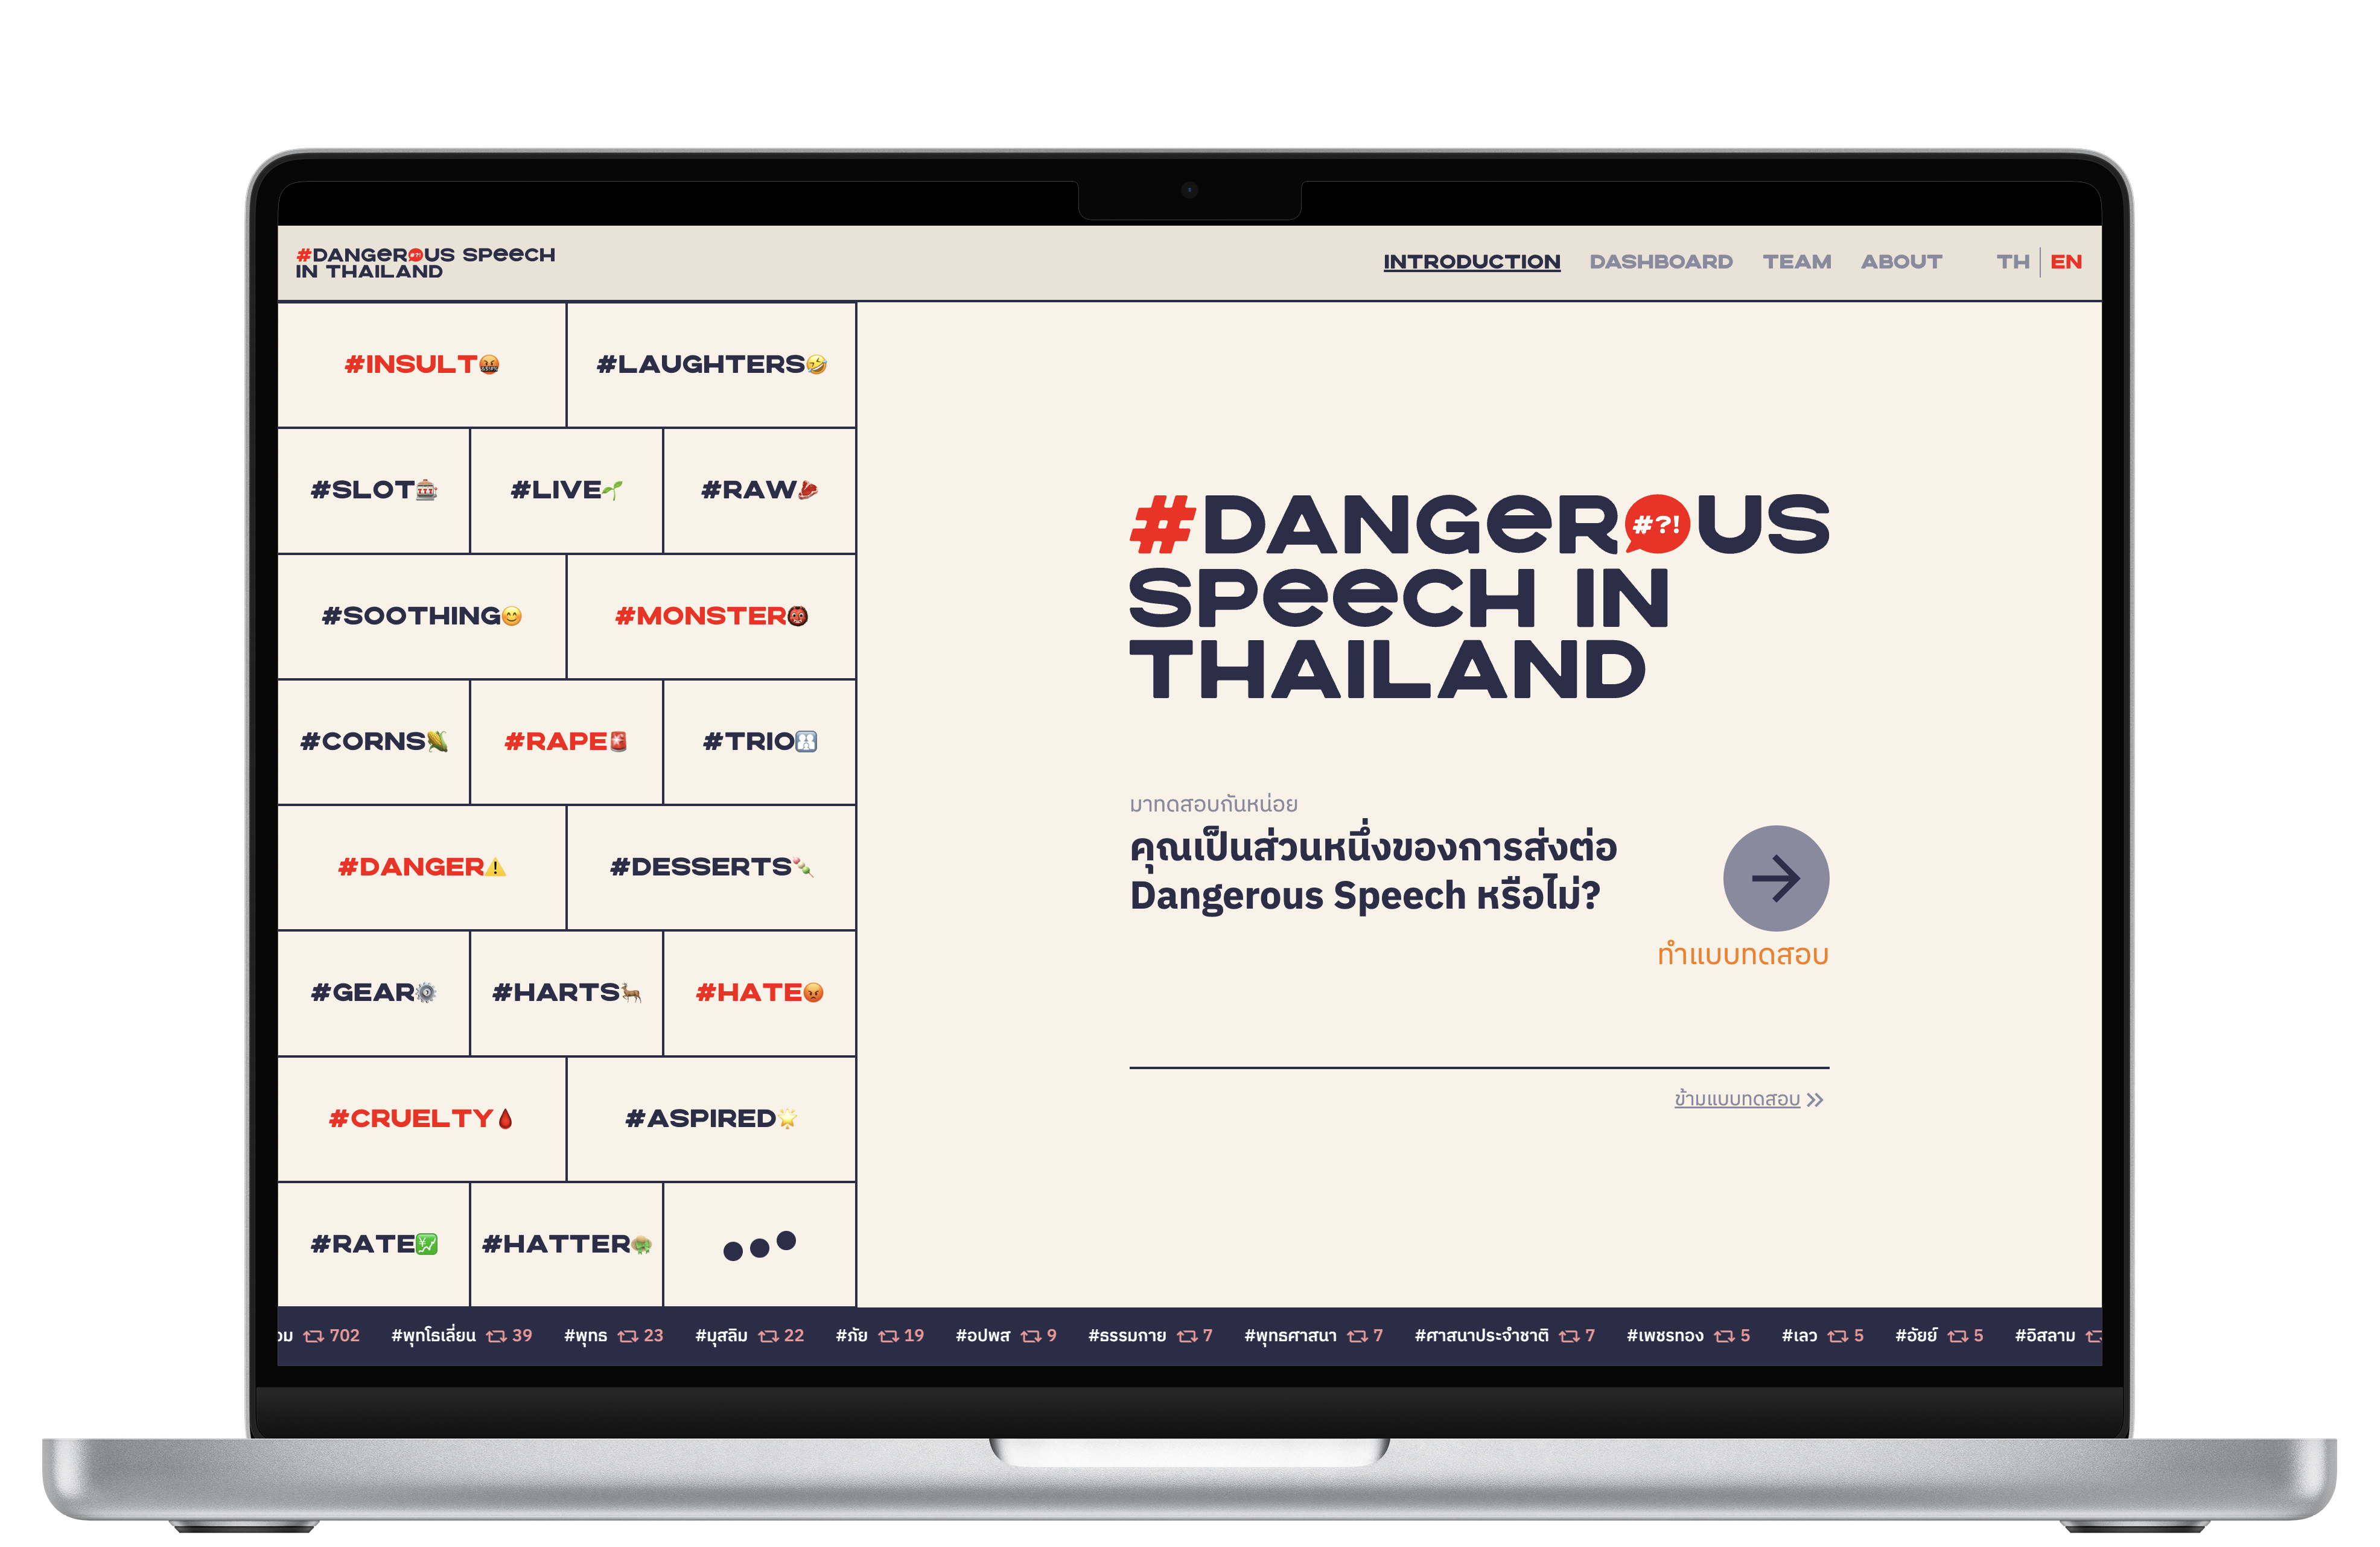 #DANGEROUS SPEECH
IN THAILAND
INTRODUCTION DASHBOARD TEAM ABOUT TH | EN
#INSULT🤬 #LAUGHTERS🤣
#SLOT🎰 #LIVE🌱 #RAW🥩
#SOOTHING😊 #MONSTER👹
#CORNS🌽 #RAPE🚨 #TRIO
#DANGER⚠️ #DESSERTS🍡
#GEAR⚙️ #HARTS🦌 #HATE😡
#CRUELTY🩸 #ASPIRED🌟
#RATE💹 #HATTER👒
#DANGEROUS
#?!
SPEECH IN
THAILAND
มาทดสอบกันหน่อย
คุณเป็นส่วนหนึ่งของการส่งต่อ
Dangerous Speech หรือไม่?
ทำแบบทดสอบ
ข้ามแบบทดสอบ
702 #พุทโธเลี่ยน 39 #พุทธ 23 #มุสลิม 22 #ภัย 19 #อปพส 9 #ธรรมกาย 7 #พุทธศาสนา 7 #ศาสนาประจำชาติ 7 #เพชรทอง 5 #เลว 5 #อัยย์ 5 #อิสลาม